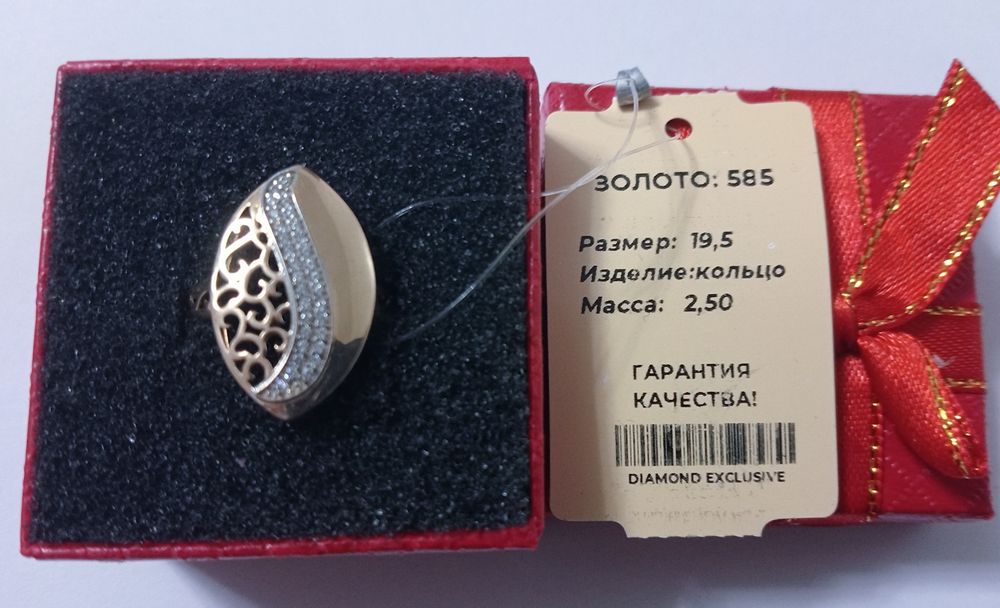 ЗОЛОТО: 585
Размер: 19,5
Изделие:кольцо
Масса: 2,50
ГАРАНТИЯ
КАЧЕСТВА!
DIAMOND EXCLUSIVE